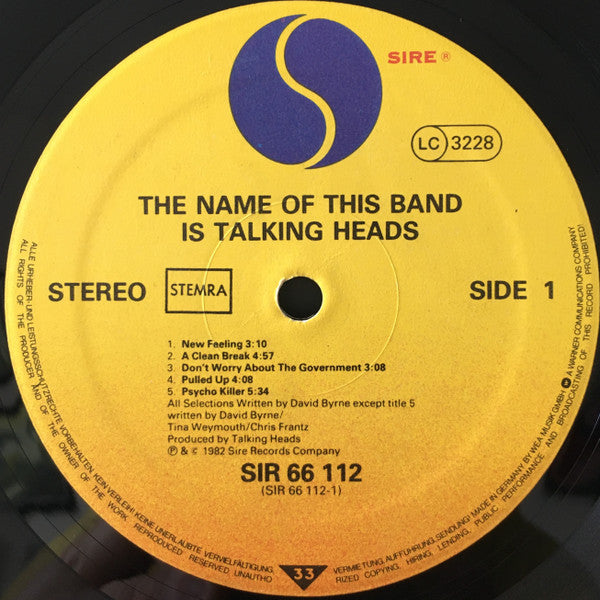 SIRE ®
LC 3228
THE NAME OF THIS BAND
IS TALKING HEADS
STEREO
STEMRA
SIDE 1
1. New Feeling 3:10
2. A Clean Break 4:57
3. Don't Worry About The Government 3:08
4. Pulled Up 4:08
5. Psycho Killer 5:34
All Selections Written by David Byrne except title 5
written by David Byrne/
Tina Weymouth/Chris Frantz
Produced by Talking Heads
℗ & © 1982 Sire Records Company
SIR 66 112
(SIR 66 112-1)
33
ALLE URHEBER- UND LEISTUNGSSCHUTZRECHTE VORBEHALTEN. KEIN VERLEIH! KEINE UNERLAUBTE VERVIELFÄLTIGUNG, VERMIETUNG, AUFFÜHRUNG, SENDUNG! MADE IN GERMANY BY WEA MUSIK GMBH A WARNER COMMUNICATIONS COMPANY
ALL RIGHTS OF THE PRODUCER AND OF THE OWNER OF THE WORK REPRODUCED RESERVED. UNAUTHORIZED COPYING, HIRING, LENDING, PUBLIC PERFORMANCE AND BROADCASTING OF THIS RECORD PROHIBITED!